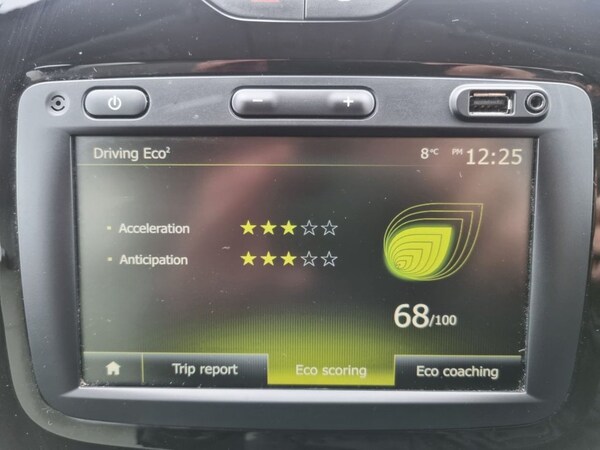 Driving Eco²
8°C PM 12:25
Acceleration
Anticipation
68/100
Trip report Eco scoring Eco coaching